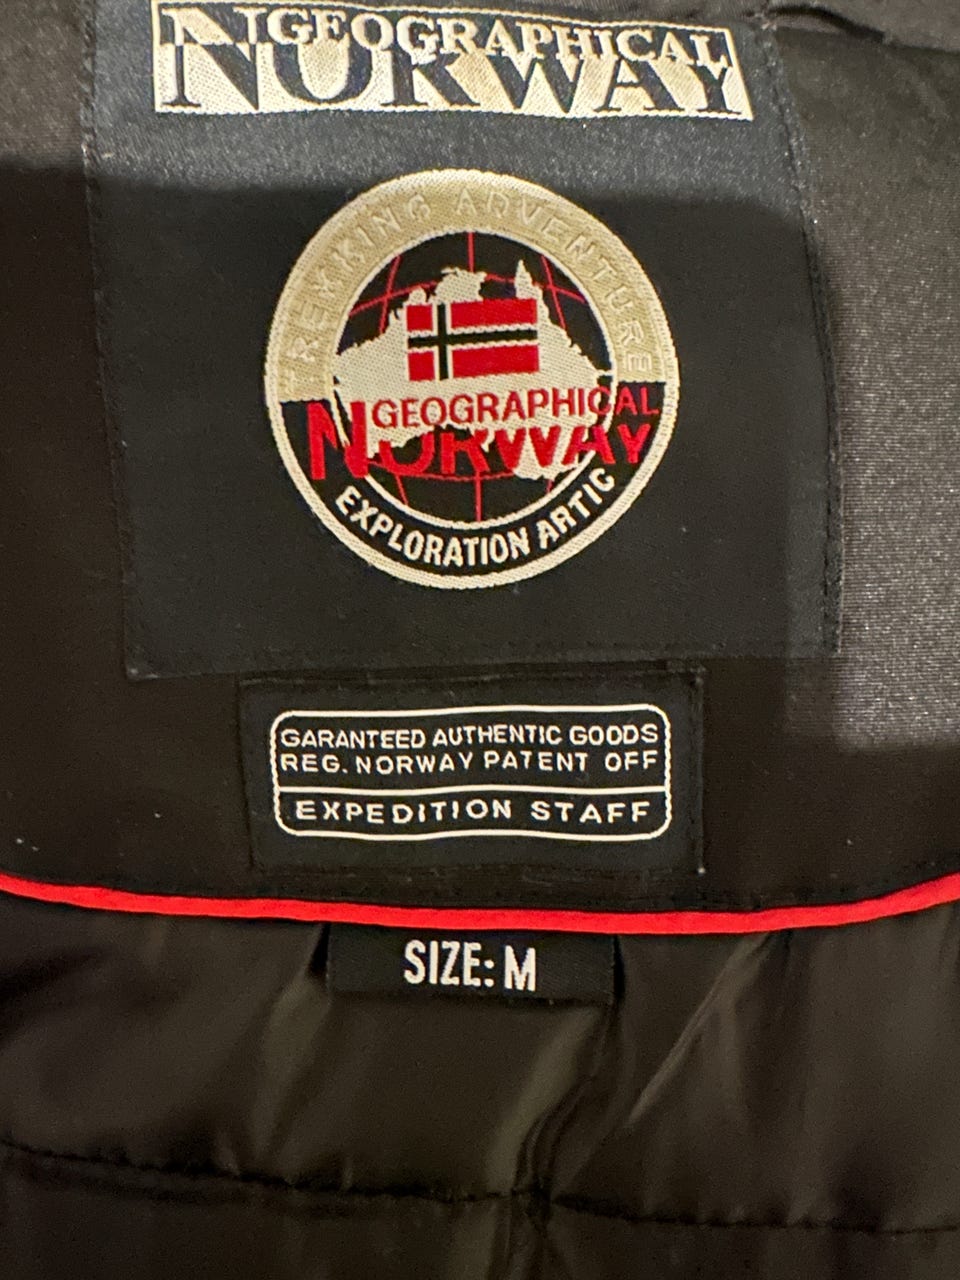 GEOGRAPHICAL
NORWAY
TREKKING ADVENTURE
GEOGRAPHICAL
NORWAY
EXPLORATION ARTIC
GARANTEED AUTHENTIC GOODS
REG. NORWAY PATENT OFF
EXPEDITION STAFF
SIZE: M